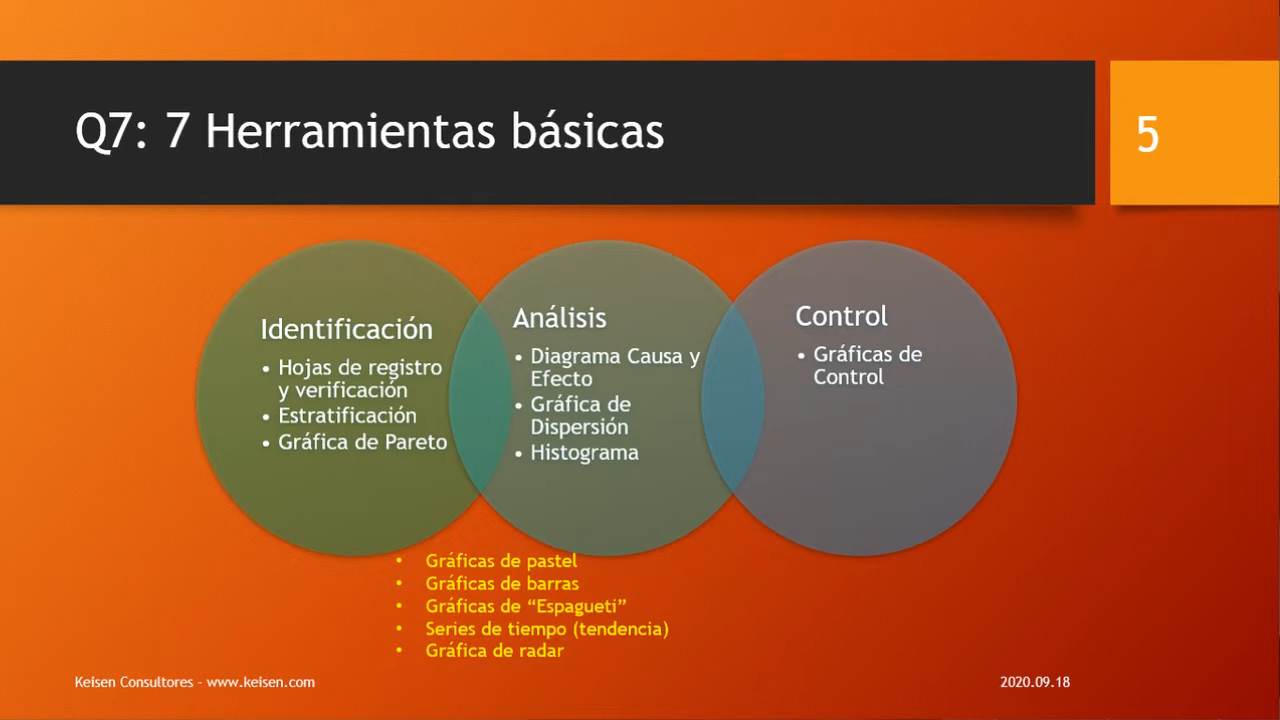 Q7: 7 Herramientas básicas
5
Identificación
• Hojas de registro
y verificación
• Estratificación
• Gráfica de Pareto
Análisis
• Diagrama Causa y
Efecto
• Gráfica de
Dispersión
• Histograma
Control
• Gráficas de
Control
• Gráficas de pastel
• Gráficas de barras
• Gráficas de “Espagueti”
• Series de tiempo (tendencia)
• Gráfica de radar
Keisen Consultores - www.keisen.com
2020.09.18